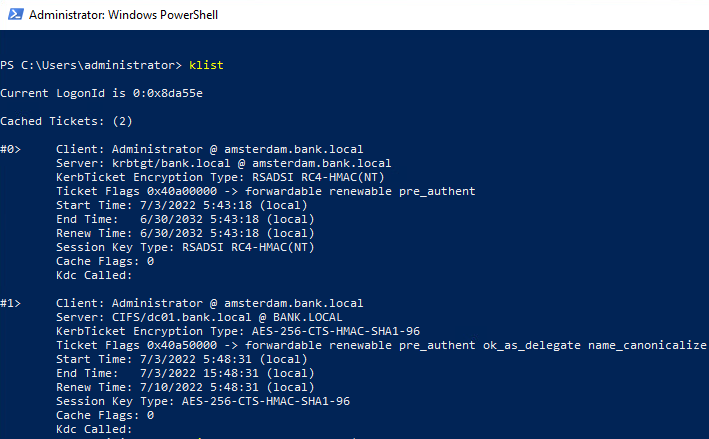 Administrator: Windows PowerShell
PS C:\Users\administrator> klist
Current LogonId is 0:0x8da55e
Cached Tickets: (2)
#0> Client: Administrator @ amsterdam.bank.local
Server: krbtgt/bank.local @ amsterdam.bank.local
KerbTicket Encryption Type: RSADSI RC4-HMAC(NT)
Ticket Flags 0x40a00000 -> forwardable renewable pre_authent
Start Time: 7/3/2022 5:43:18 (local)
End Time: 6/30/2032 5:43:18 (local)
Renew Time: 6/30/2032 5:43:18 (local)
Session Key Type: RSADSI RC4-HMAC(NT)
Cache Flags: 0
Kdc Called:
#1> Client: Administrator @ amsterdam.bank.local
Server: CIFS/dc01.bank.local @ BANK.LOCAL
KerbTicket Encryption Type: AES-256-CTS-HMAC-SHA1-96
Ticket Flags 0x40a50000 -> forwardable renewable pre_authent ok_as_delegate name_canonicalize
Start Time: 7/3/2022 5:48:31 (local)
End Time: 7/3/2022 15:48:31 (local)
Renew Time: 7/10/2022 5:48:31 (local)
Session Key Type: AES-256-CTS-HMAC-SHA1-96
Cache Flags: 0
Kdc Called: